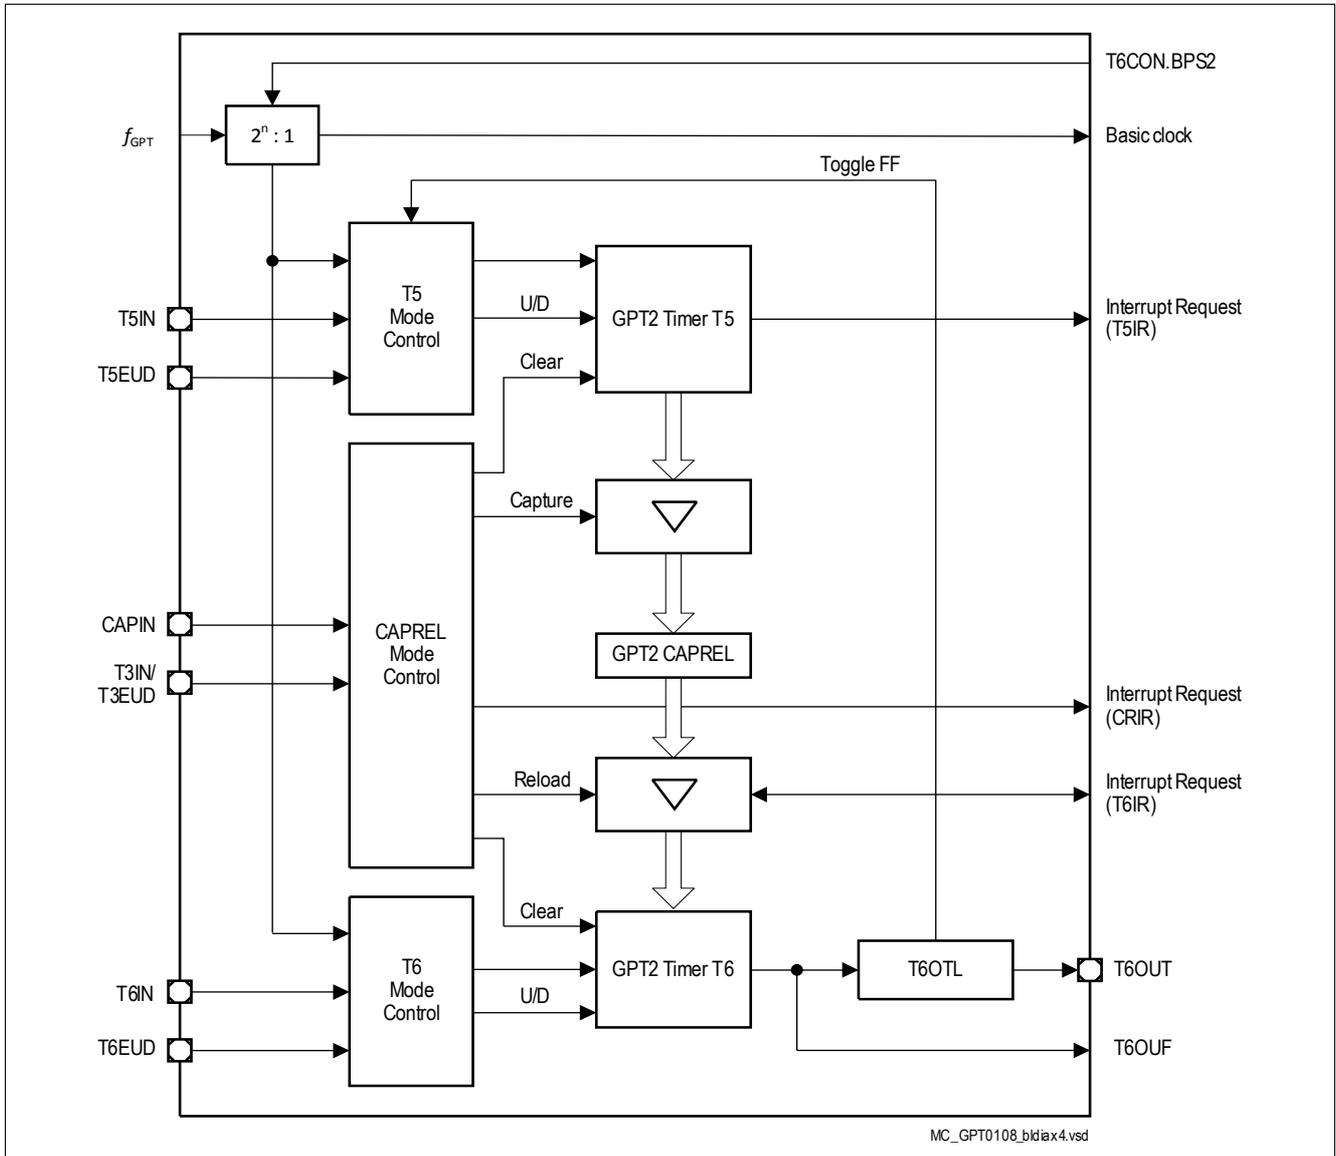 T6CON.BPS2
fGPT
2n : 1
Basic clock
Toggle FF
T5
Mode
Control
U/D
Clear
GPT2 Timer T5
T5IN
T5EUD
Interrupt Request
(T5IR)
Capture
CAPIN
T3IN/
T3EUD
CAPREL
Mode
Control
GPT2 CAPREL
Interrupt Request
(CRIR)
Reload
Interrupt Request
(T6IR)
Clear
T6
Mode
Control
U/D
GPT2 Timer T6
T6OTL
T6OUT
T6IN
T6EUD
T6OUF
MC_GPT0108_bldiax4.vsd